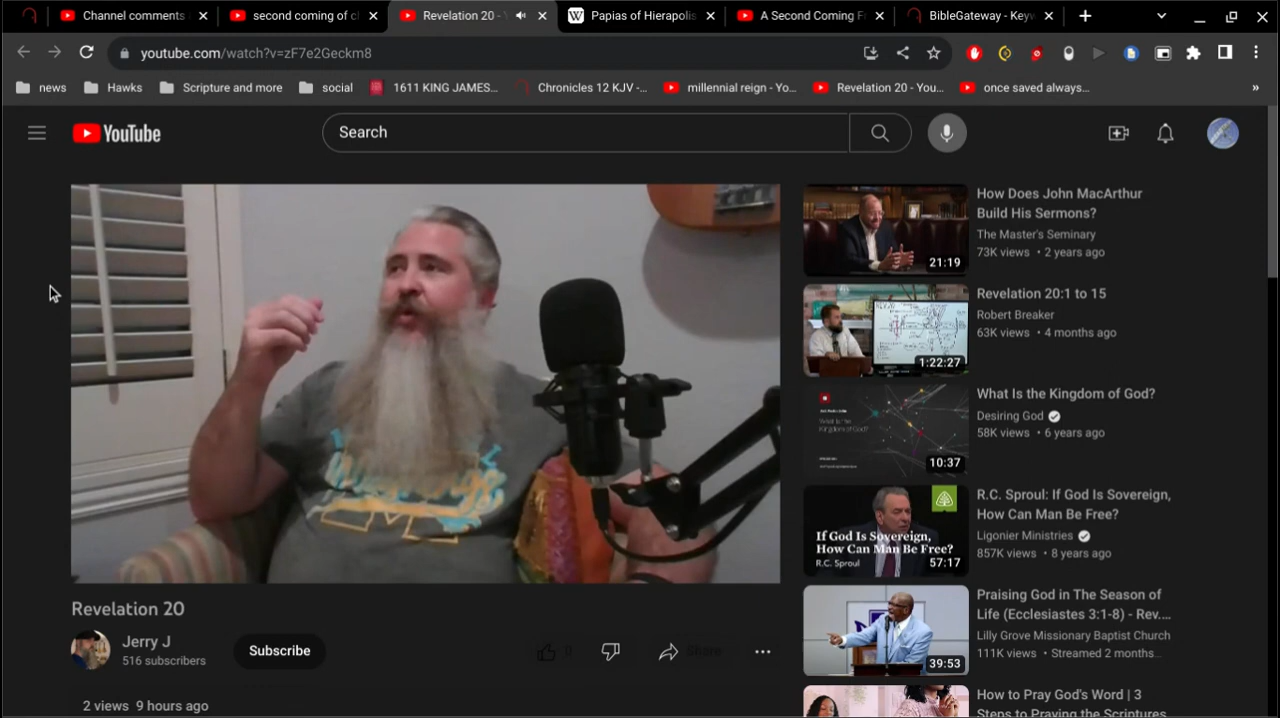 Channel comments
second coming of c
Revelation 20 -
Papias of Hierapolis
A Second Coming F
BibleGateway - Keyw
youtube.com/watch?v=zF7e2Geckm8
news
Hawks
Scripture and more
social
1611 KING JAMES...
Chronicles 12 KJV -...
millennial reign - Yo...
Revelation 20 - You...
once saved always...
»
YouTube
Search
How Does John MacArthur
Build His Sermons?
The Master's Seminary
73K views • 2 years ago
21:19
Revelation 20:1 to 15
Robert Breaker
63K views • 4 months ago
1:22:27
What Is the Kingdom of God?
Desiring God
58K views • 6 years ago
10:37
R.C. Sproul: If God Is Sovereign,
How Can Man Be Free?
Ligonier Ministries
857K views • 8 years ago
If God Is Sovereign,
How Can Man Be Free?
R.C. Sproul
57:17
Praising God in The Season of
Life (Ecclesiastes 3:1-8) - Rev....
Lilly Grove Missionary Baptist Church
111K views • Streamed 2 months...
39:53
How to Pray God's Word | 3
Steps to Praying the Scriptures
Revelation 20
Jerry J
516 subscribers
Subscribe
0
Share
2 views 9 hours ago